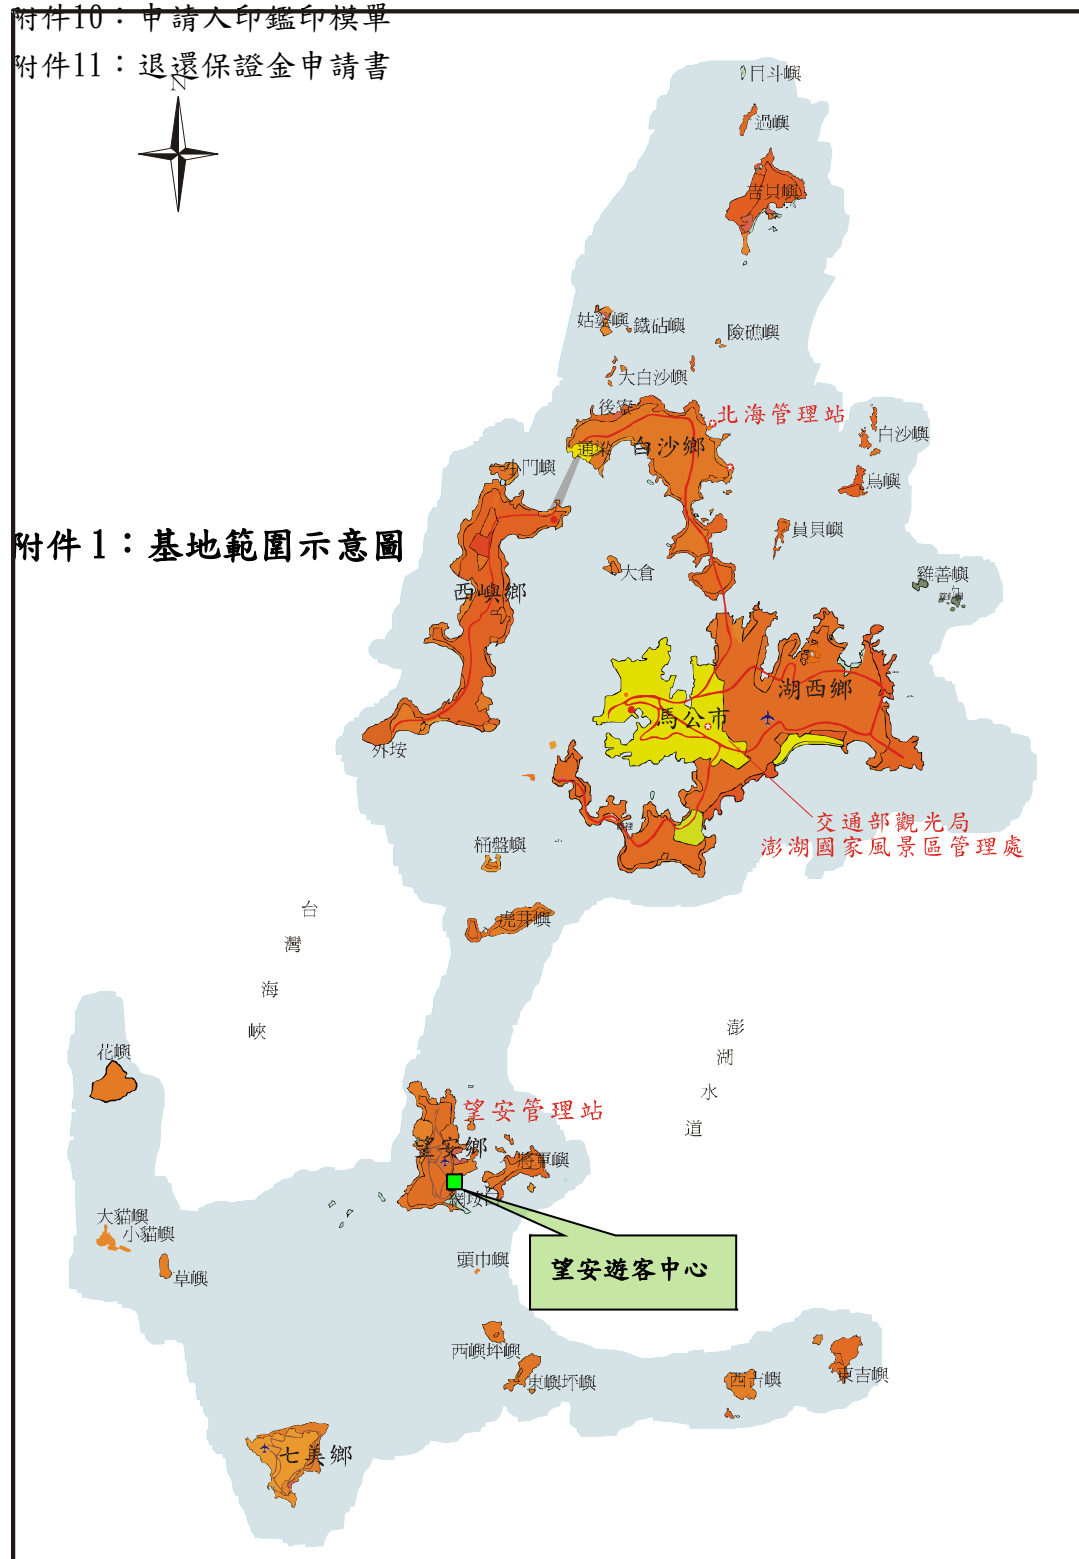 附件10：申請人印鑑印模單
附件11：退還保證金申請書
N
目斗嶼
過嶼
吉貝嶼
姑婆嶼
鐵砧嶼
險礁嶼
大白沙嶼
後寮
北海管理站
通梁
白沙鄉
白沙嶼
小門嶼
鳥嶼
員貝嶼
附件1：基地範圍示意圖
大倉
雞善嶼
西嶼鄉
湖西鄉
馬公市
外垵
交通部觀光局
澎湖國家風景區管理處
桶盤嶼
虎井嶼
台
灣
海
峽
澎
湖
水
道
花嶼
望安管理站
望安鄉
將軍嶼
網垵口
大貓嶼
小貓嶼
草嶼
頭巾嶼
望安遊客中心
西嶼坪嶼
東嶼坪嶼
西吉嶼
東吉嶼
七美鄉